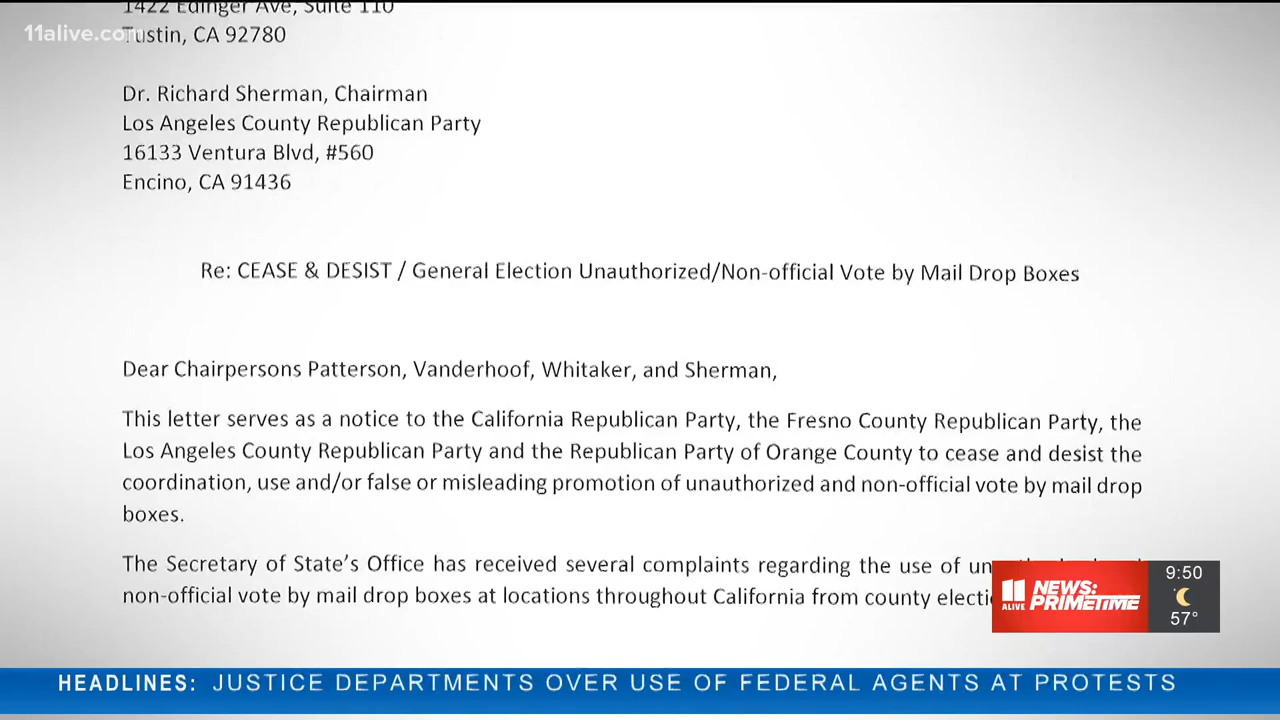 1422 Edinger Ave, Suite 110
11alive.com
Tustin, CA 92780
Dr. Richard Sherman, Chairman
Los Angeles County Republican Party
16133 Ventura Blvd, #560
Encino, CA 91436
Re: CEASE & DESIST / General Election Unauthorized/Non-official Vote by Mail Drop Boxes
Dear Chairpersons Patterson, Vanderhoof, Whitaker, and Sherman,
This letter serves as a notice to the California Republican Party, the Fresno County Republican Party, the
Los Angeles County Republican Party and the Republican Party of Orange County to cease and desist the
coordination, use and/or false or misleading promotion of unauthorized and non-official vote by mail drop
boxes.
The Secretary of State's Office has received several complaints regarding the use of
non-official vote by mail drop boxes at locations throughout California from county
11 ALIVE
NEWS:
PRIMETIME
9:50
57°
HEADLINES: JUSTICE DEPARTMENTS OVER USE OF FEDERAL AGENTS AT PROTESTS